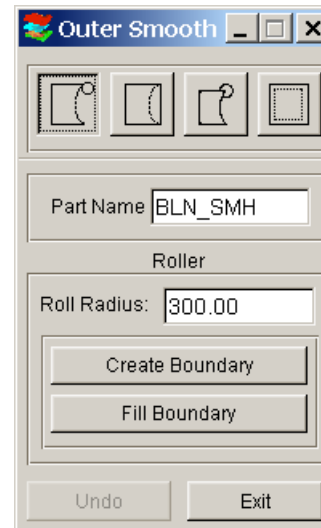 Outer Smooth
Part Name BLN_SMH
Roller
Roll Radius: 300.00
Create Boundary
Fill Boundary
Undo Exit